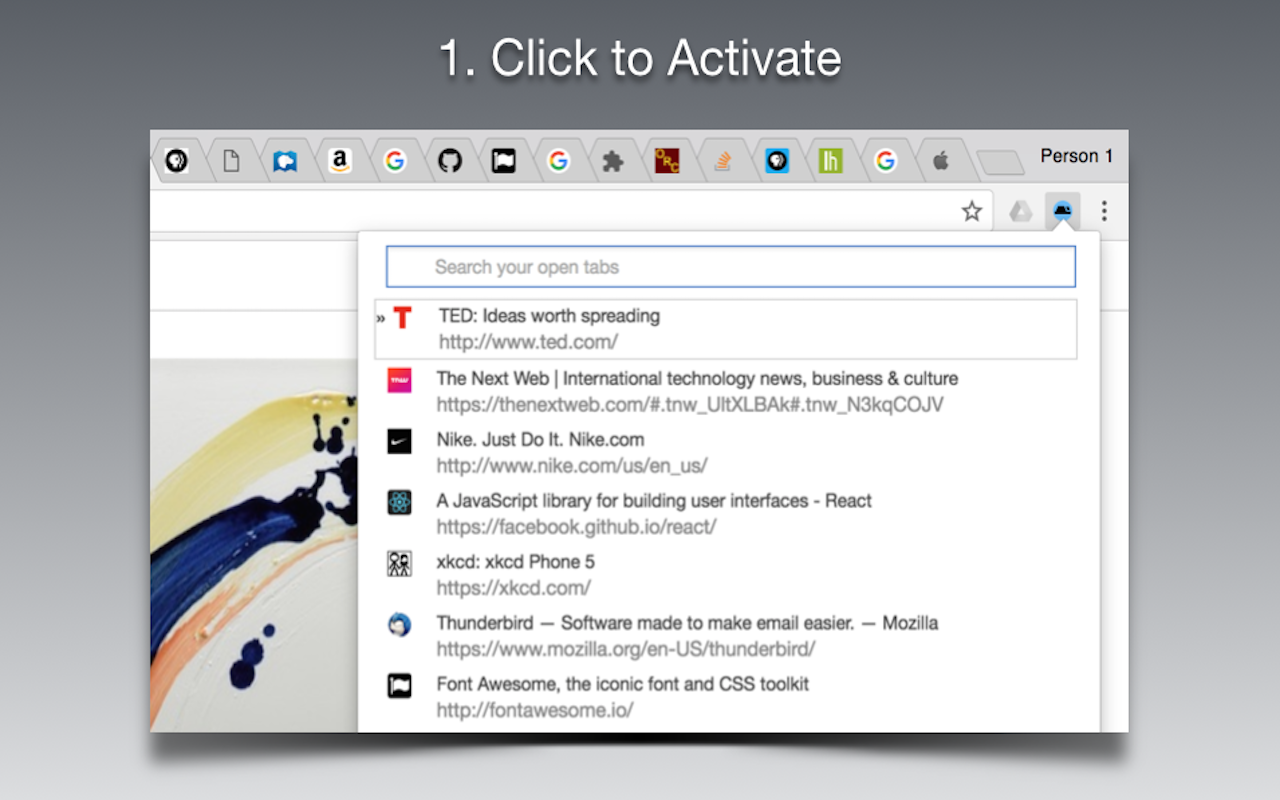 1. Click to Activate
Person 1
Search your open tabs
» TED: Ideas worth spreading
http://www.ted.com/
The Next Web | International technology news, business & culture
https://thenextweb.com/#.tnw_UltXLBAk#.tnw_N3kqCOJV
Nike. Just Do It. Nike.com
http://www.nike.com/us/en_us/
A JavaScript library for building user interfaces - React
https://facebook.github.io/react/
xkcd: xkcd Phone 5
https://xkcd.com/
Thunderbird — Software made to make email easier. — Mozilla
https://www.mozilla.org/en-US/thunderbird/
Font Awesome, the iconic font and CSS toolkit
http://fontawesome.io/